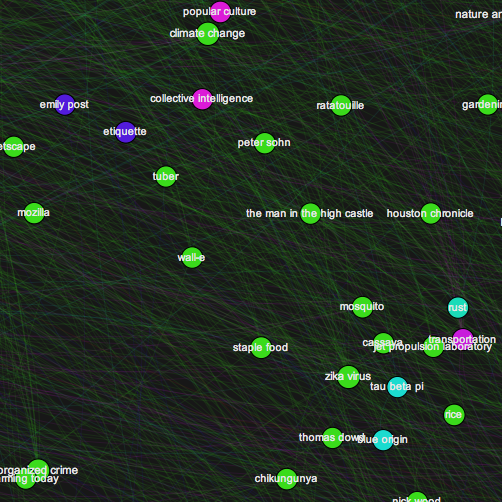 popular culture
nature ar
climate change
emily post
collective intelligence
ratatouille
gardenin
etiquette
peter sohn
etscape
tuber
mozilla
the man in the high castle
houston chronicle
wall-e
mosquito
rust
transportation
cassava
jet propulsion laboratory
staple food
zika virus
tau beta pi
rice
thomas dowd
blue origin
organized crime
rming today
chikungunya
nick wood